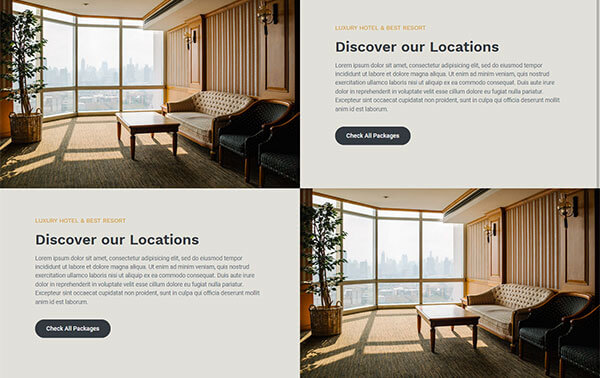 LUXURY HOTEL & BEST RESORT
Discover our Locations
Lorem ipsum dolor sit amet, consectetur adipisicing elit, sed do eiusmod tempor
incididunt ut labore et dolore magna aliqua. Ut enim ad minim veniam, quis nostrud
exercitation ullamco laboris nisi ut aliquip ex ea commodo consequat. Duis aute irure
dolor in reprehenderit in voluptate velit esse cillum dolore eu fugiat nulla pariatur.
Excepteur sint occaecat cupidatat non proident, sunt in culpa qui officia deserunt mollit
anim id est laborum.
Check All Packages
LUXURY HOTEL & BEST RESORT
Discover our Locations
Lorem ipsum dolor sit amet, consectetur adipisicing elit, sed do eiusmod tempor
incididunt ut labore et dolore magna aliqua. Ut enim ad minim veniam, quis nostrud
exercitation ullamco laboris nisi ut aliquip ex ea commodo consequat. Duis aute irure
dolor in reprehenderit in voluptate velit esse cillum dolore eu fugiat nulla pariatur.
Excepteur sint occaecat cupidatat non proident, sunt in culpa qui officia deserunt mollit
anim id est laborum.
Check All Packages